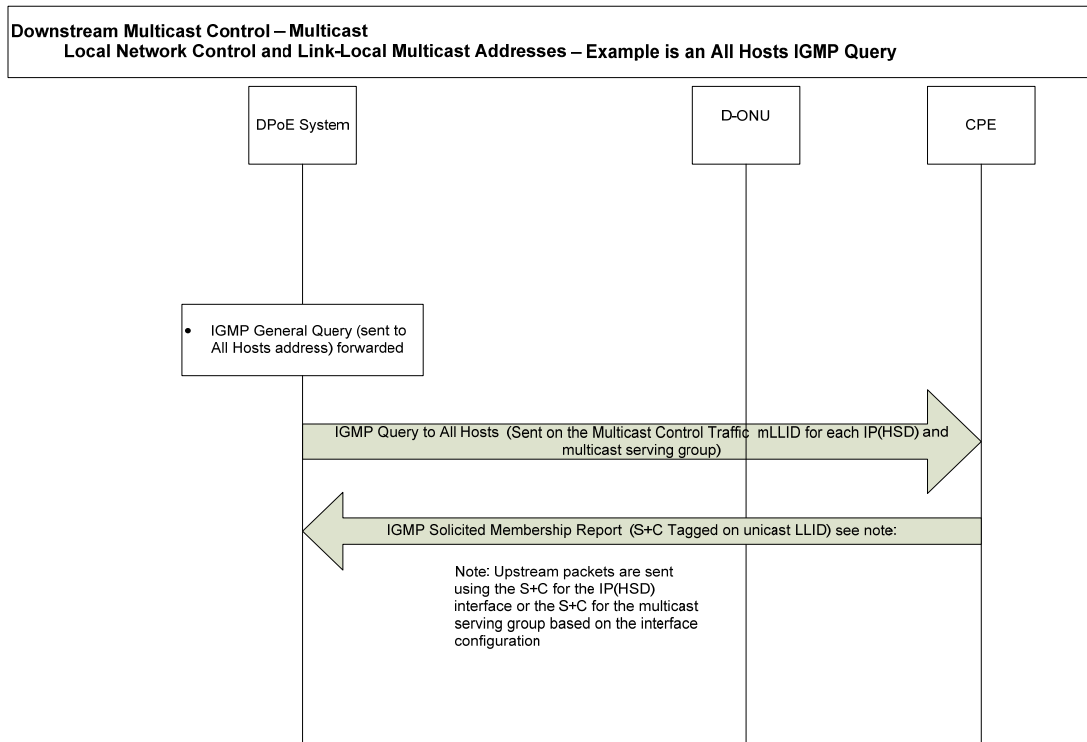 Downstream Multicast Control – Multicast
Local Network Control and Link-Local Multicast Addresses – Example is an All Hosts IGMP Query
DPoE System
D-ONU
CPE
• IGMP General Query (sent to
All Hosts address) forwarded
IGMP Query to All Hosts (Sent on the Multicast Control Traffic mLLID for each IP(HSD) and
multicast serving group)
IGMP Solicited Membership Report (S+C Tagged on unicast LLID) see note:
Note: Upstream packets are sent
using the S+C for the IP(HSD)
interface or the S+C for the multicast
serving group based on the interface
configuration